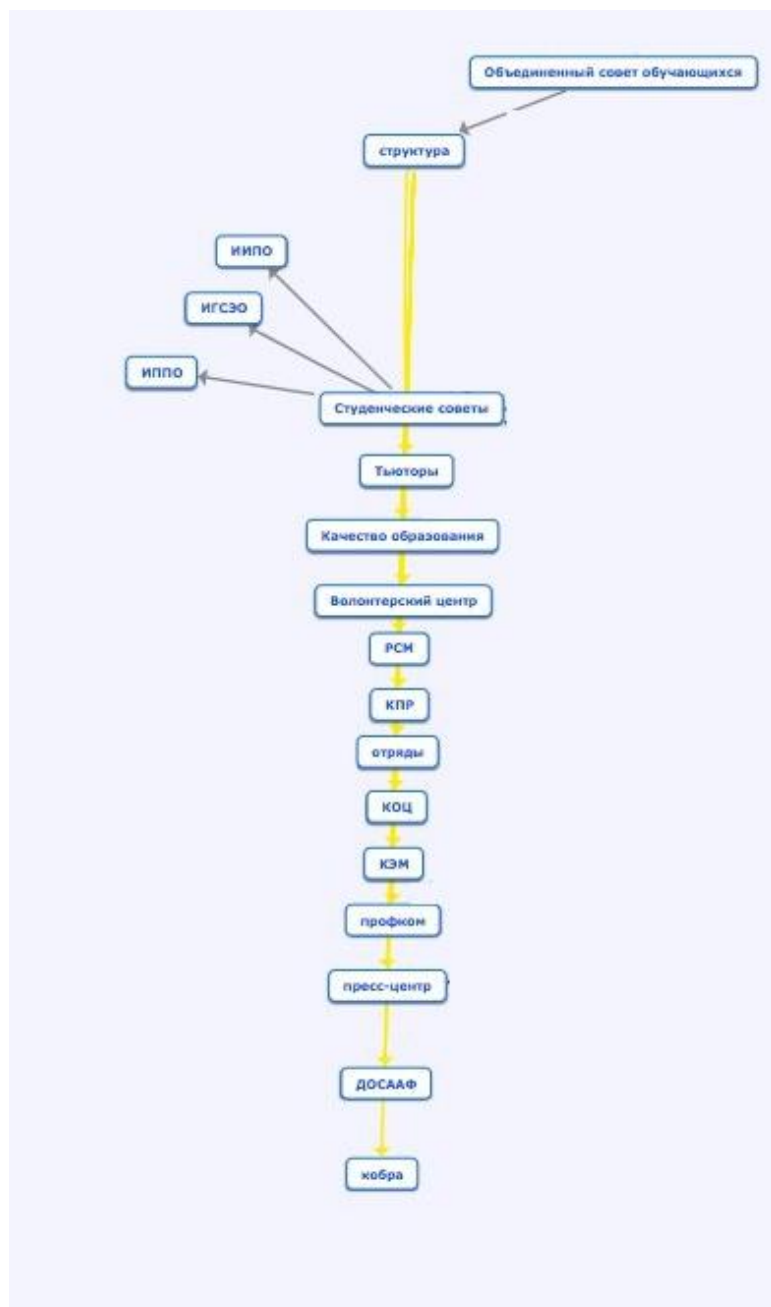 Объединенный совет обучающихся
структура
ИИПО
ИГСЭО
ИППО
Студенческие советы
Тьюторы
Качество образования
Волонтерский центр
РСМ
КПР
отряды
КОЦ
КЭМ
профком
пресс-центр
ДОСААФ
кобра